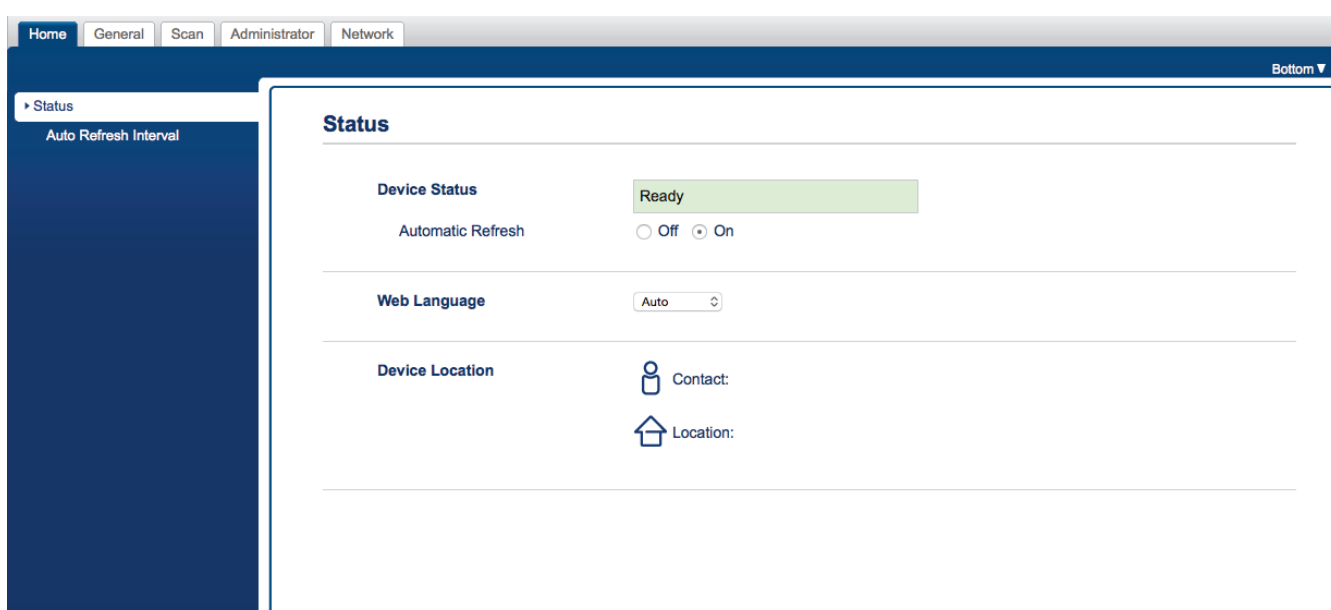 Home General Scan Administrator Network
Bottom ▼
Status
Auto Refresh Interval
Status
Device Status Ready
Automatic Refresh Off On
Web Language Auto
Device Location Contact:
Location: